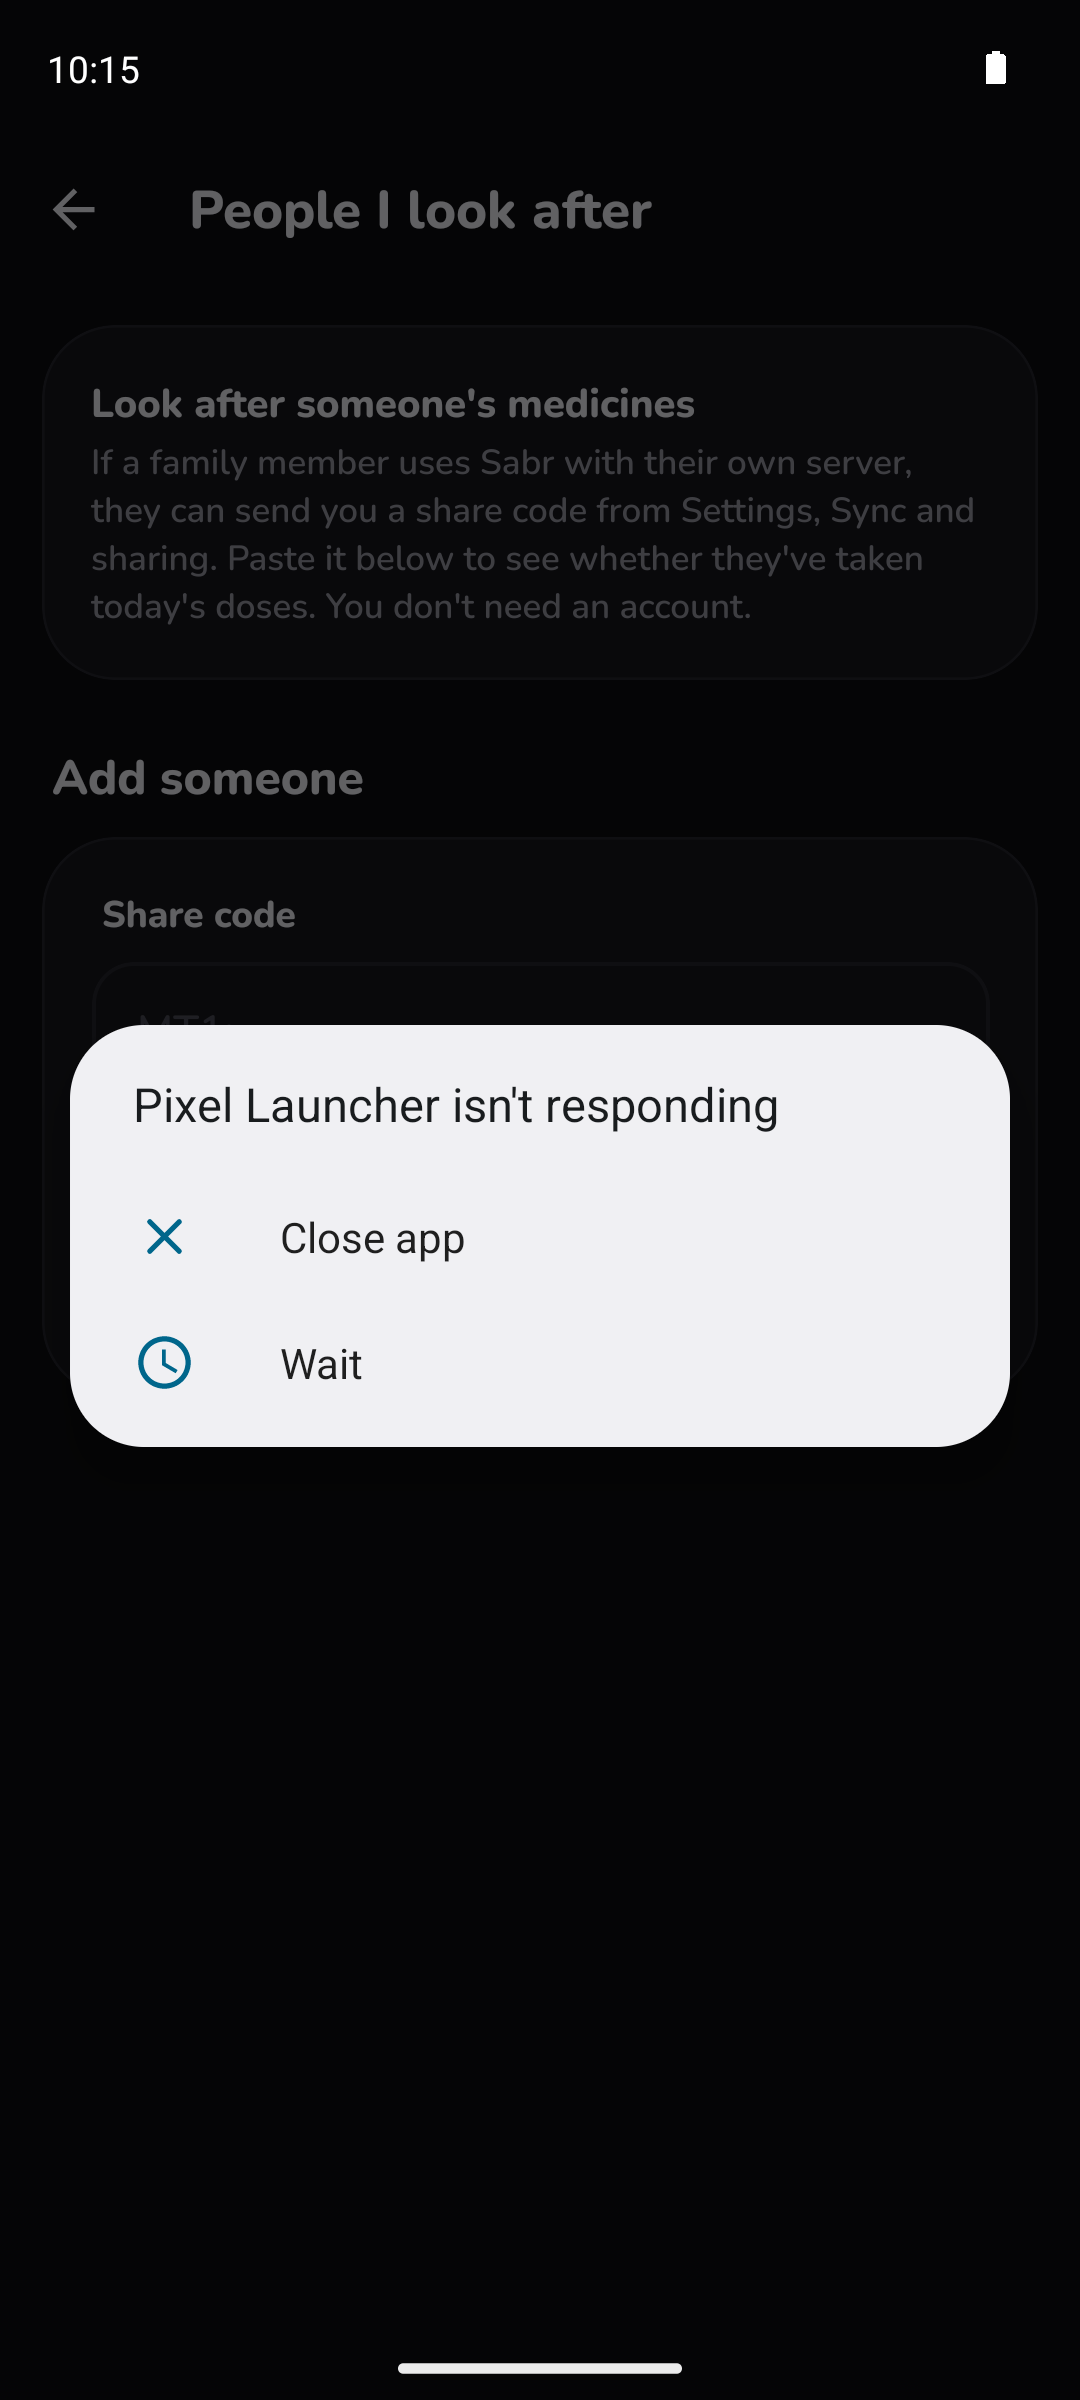 10:15
People I look after
Look after someone's medicines
If a family member uses Sabr with their own server,
they can send you a share code from Settings, Sync and
sharing. Paste it below to see whether they've taken
today's doses. You don't need an account.
Add someone
Share code
Pixel Launcher isn't responding
Close app
Wait